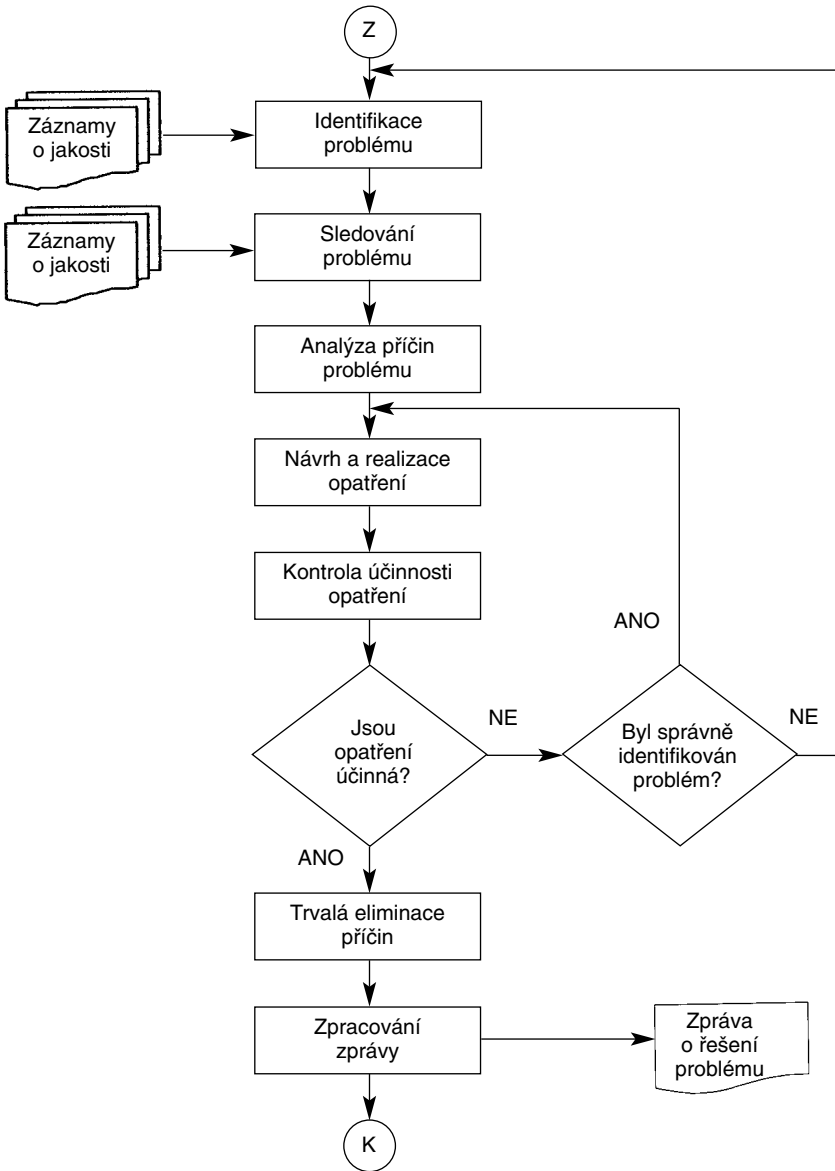 Z
Záznamy
o jakosti
Identifikace
problému
Záznamy
o jakosti
Sledování
problému
Analýza příčin
problému
Návrh a realizace
opatření
Kontrola účinnosti
opatření
ANO
Jsou
opatření
účinná?
NE
Byl správně
identifikován
problém?
NE
ANO
Trvalá eliminace
příčin
Zpracování
zprávy
Zpráva
o řešení
problému
K